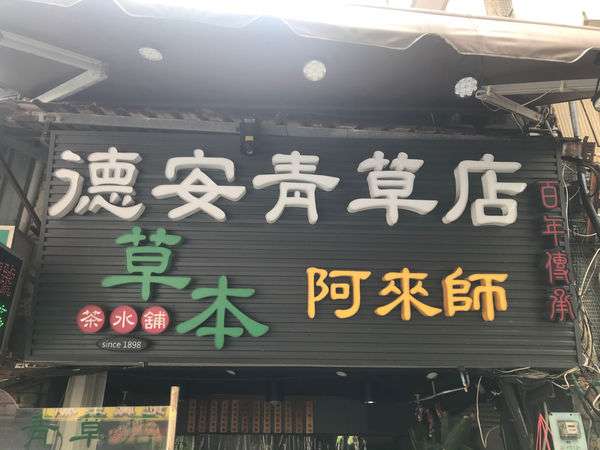 德安青草店
草本
茶水舖
since 1898
阿來師
百年傳承
青草